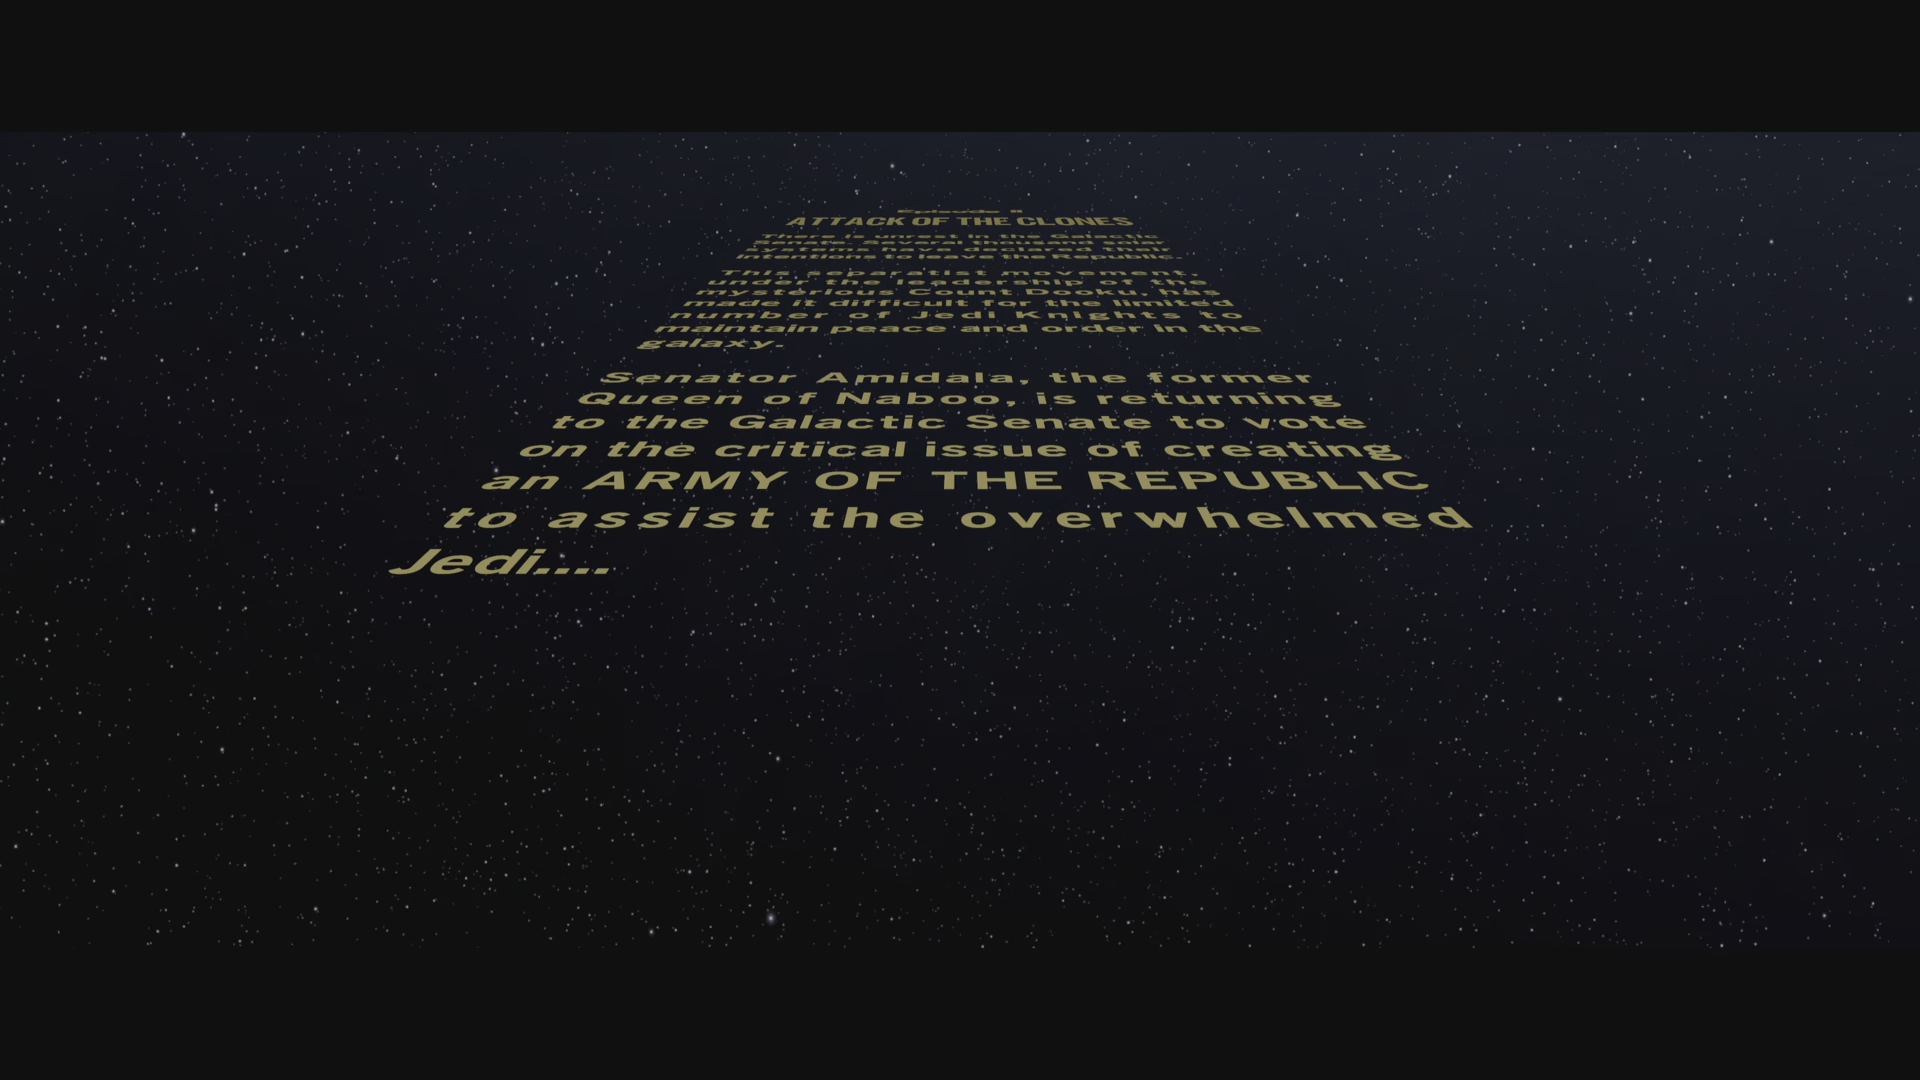 Episode II
ATTACK OF THE CLONES
There is unrest in the Galactic
Senate. Several thousand solar
systems have declared their
intentions to leave the Republic.
This separatist movement,
under the leadership of the
mysterious Count Dooku, has
made it difficult for the limited
number of Jedi Knights to
maintain peace and order in the
galaxy.
Senator Amidala, the former
Queen of Naboo, is returning
to the Galactic Senate to vote
on the critical issue of creating
an ARMY OF THE REPUBLIC
to assist the overwhelmed
Jedi....